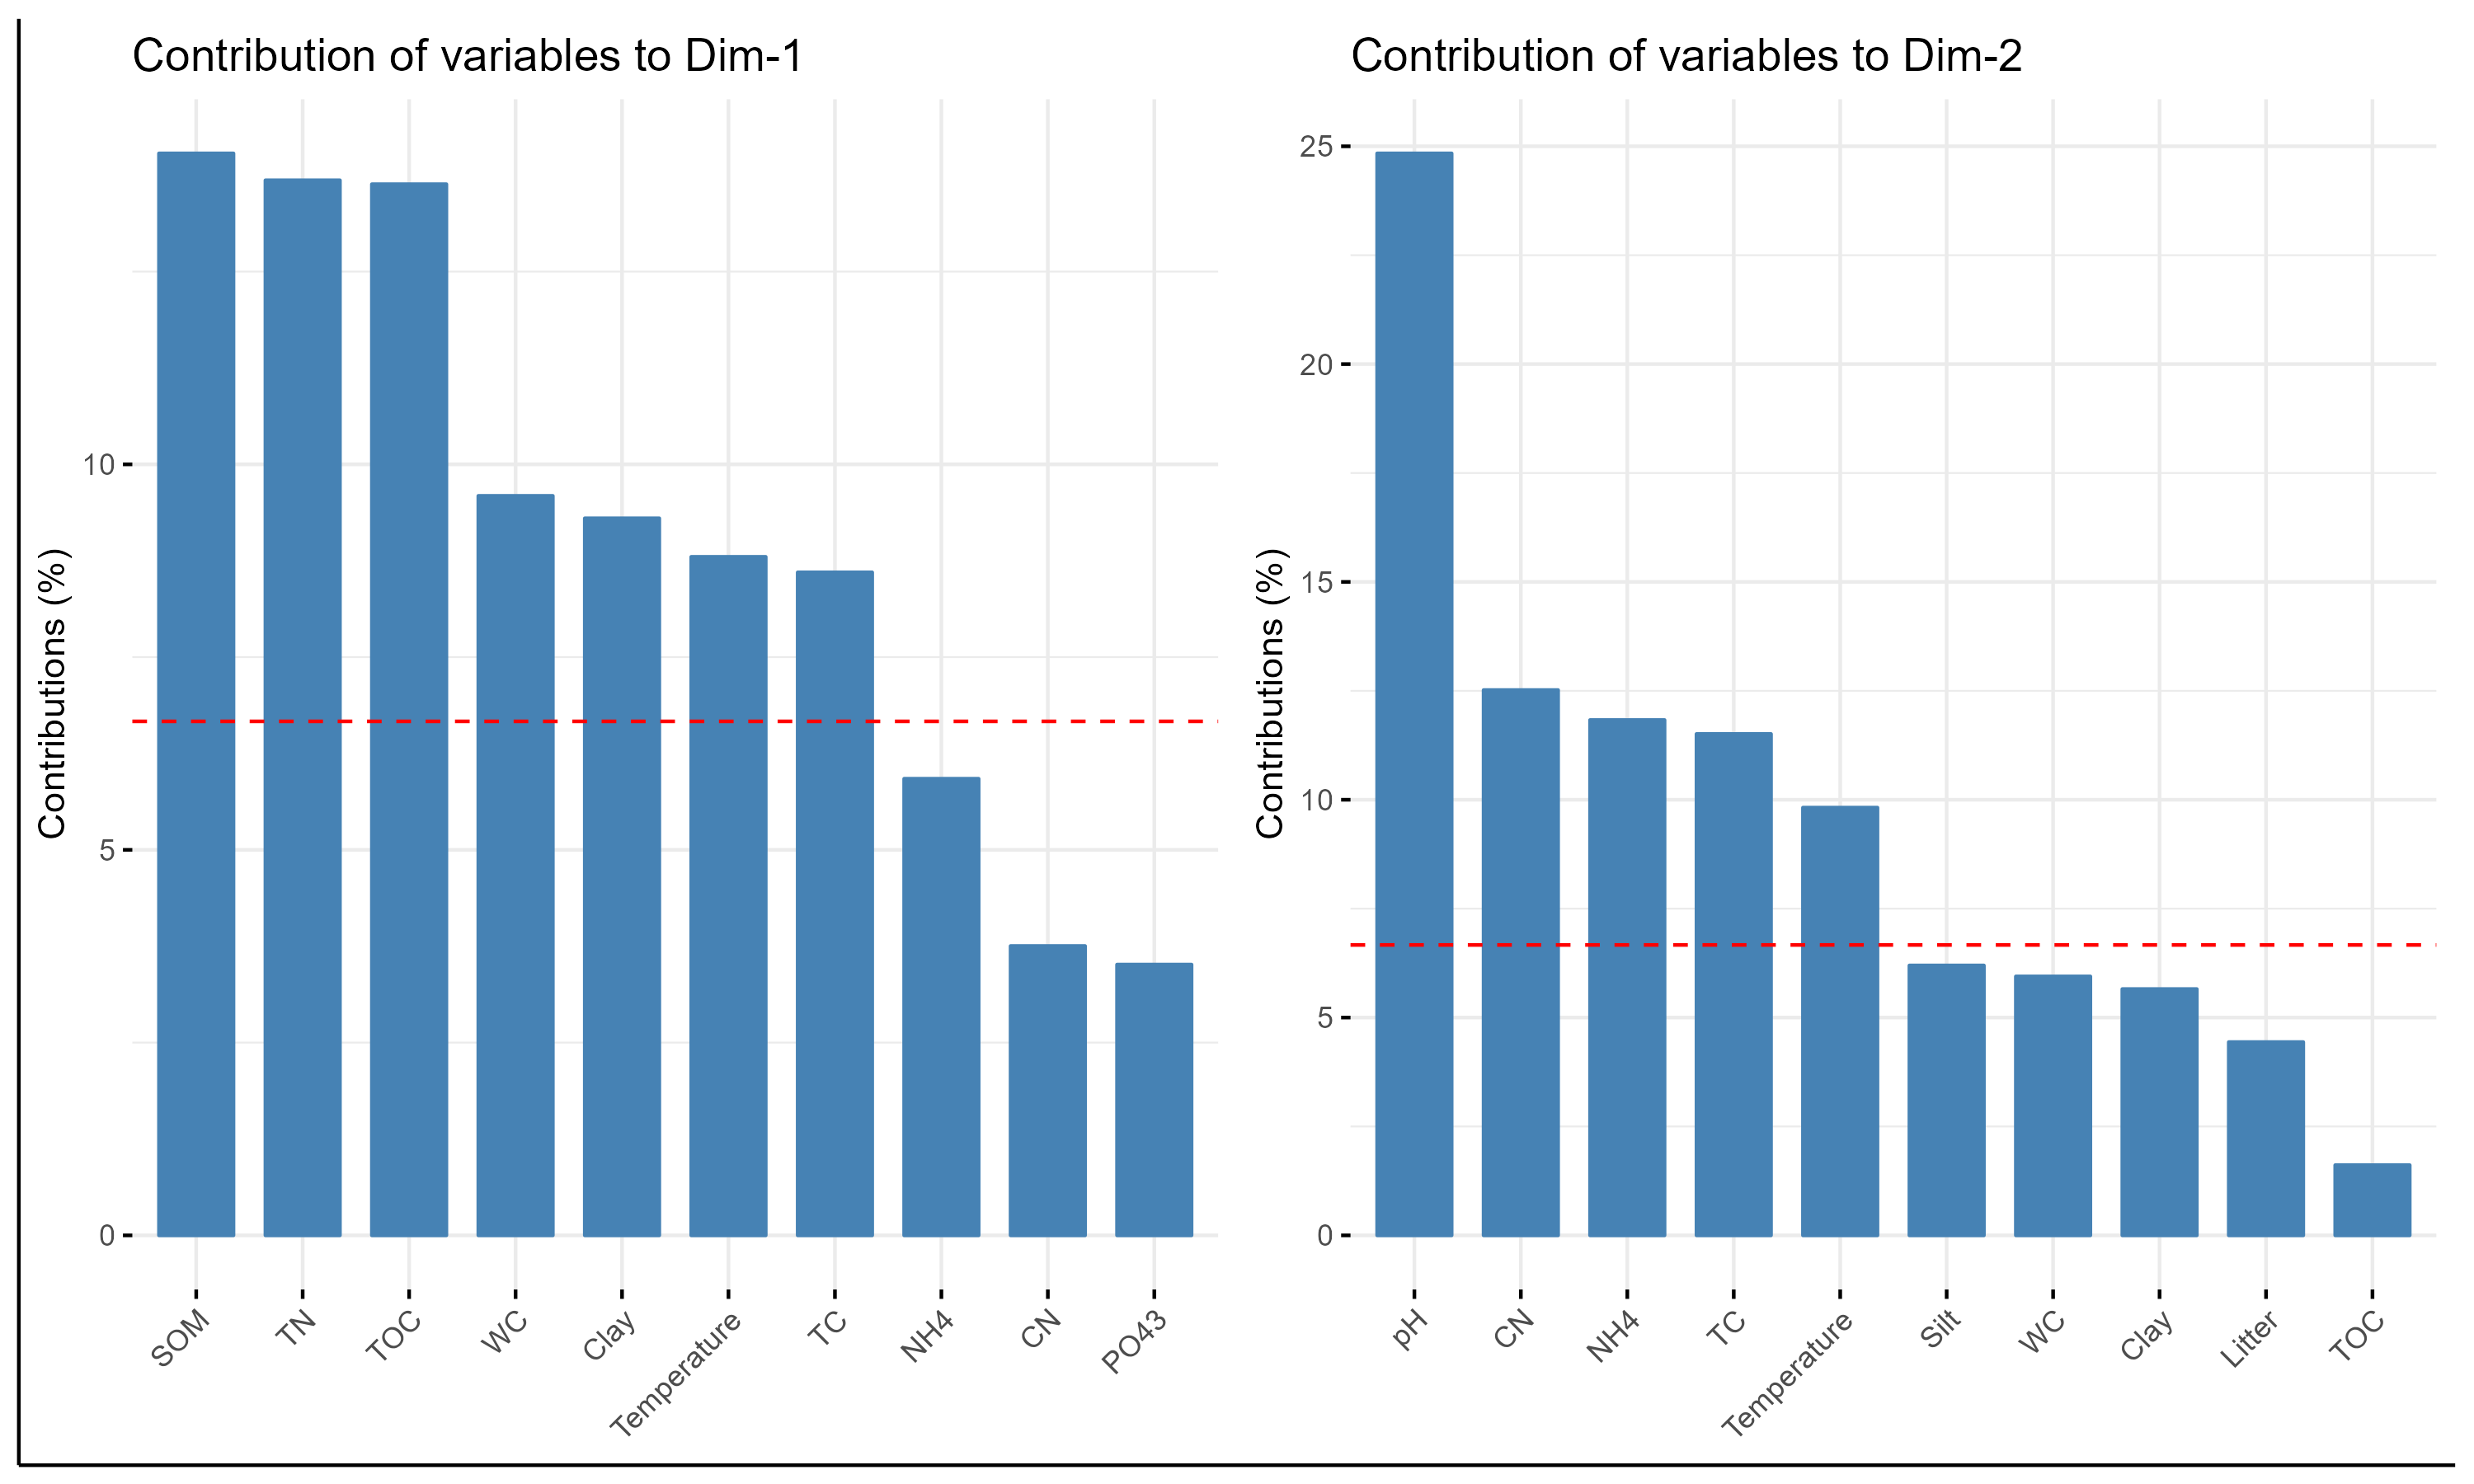 Contribution of variables to Dim-1
Contributions (%)
10
5
0
SOM
TN
TOC
WC
Clay
Temperature
TC
NH4
CN
PO43
Contribution of variables to Dim-2
Contributions (%)
25
20
15
10
5
0
pH
CN
NH4
TC
Temperature
Silt
WC
Clay
Litter
TOC